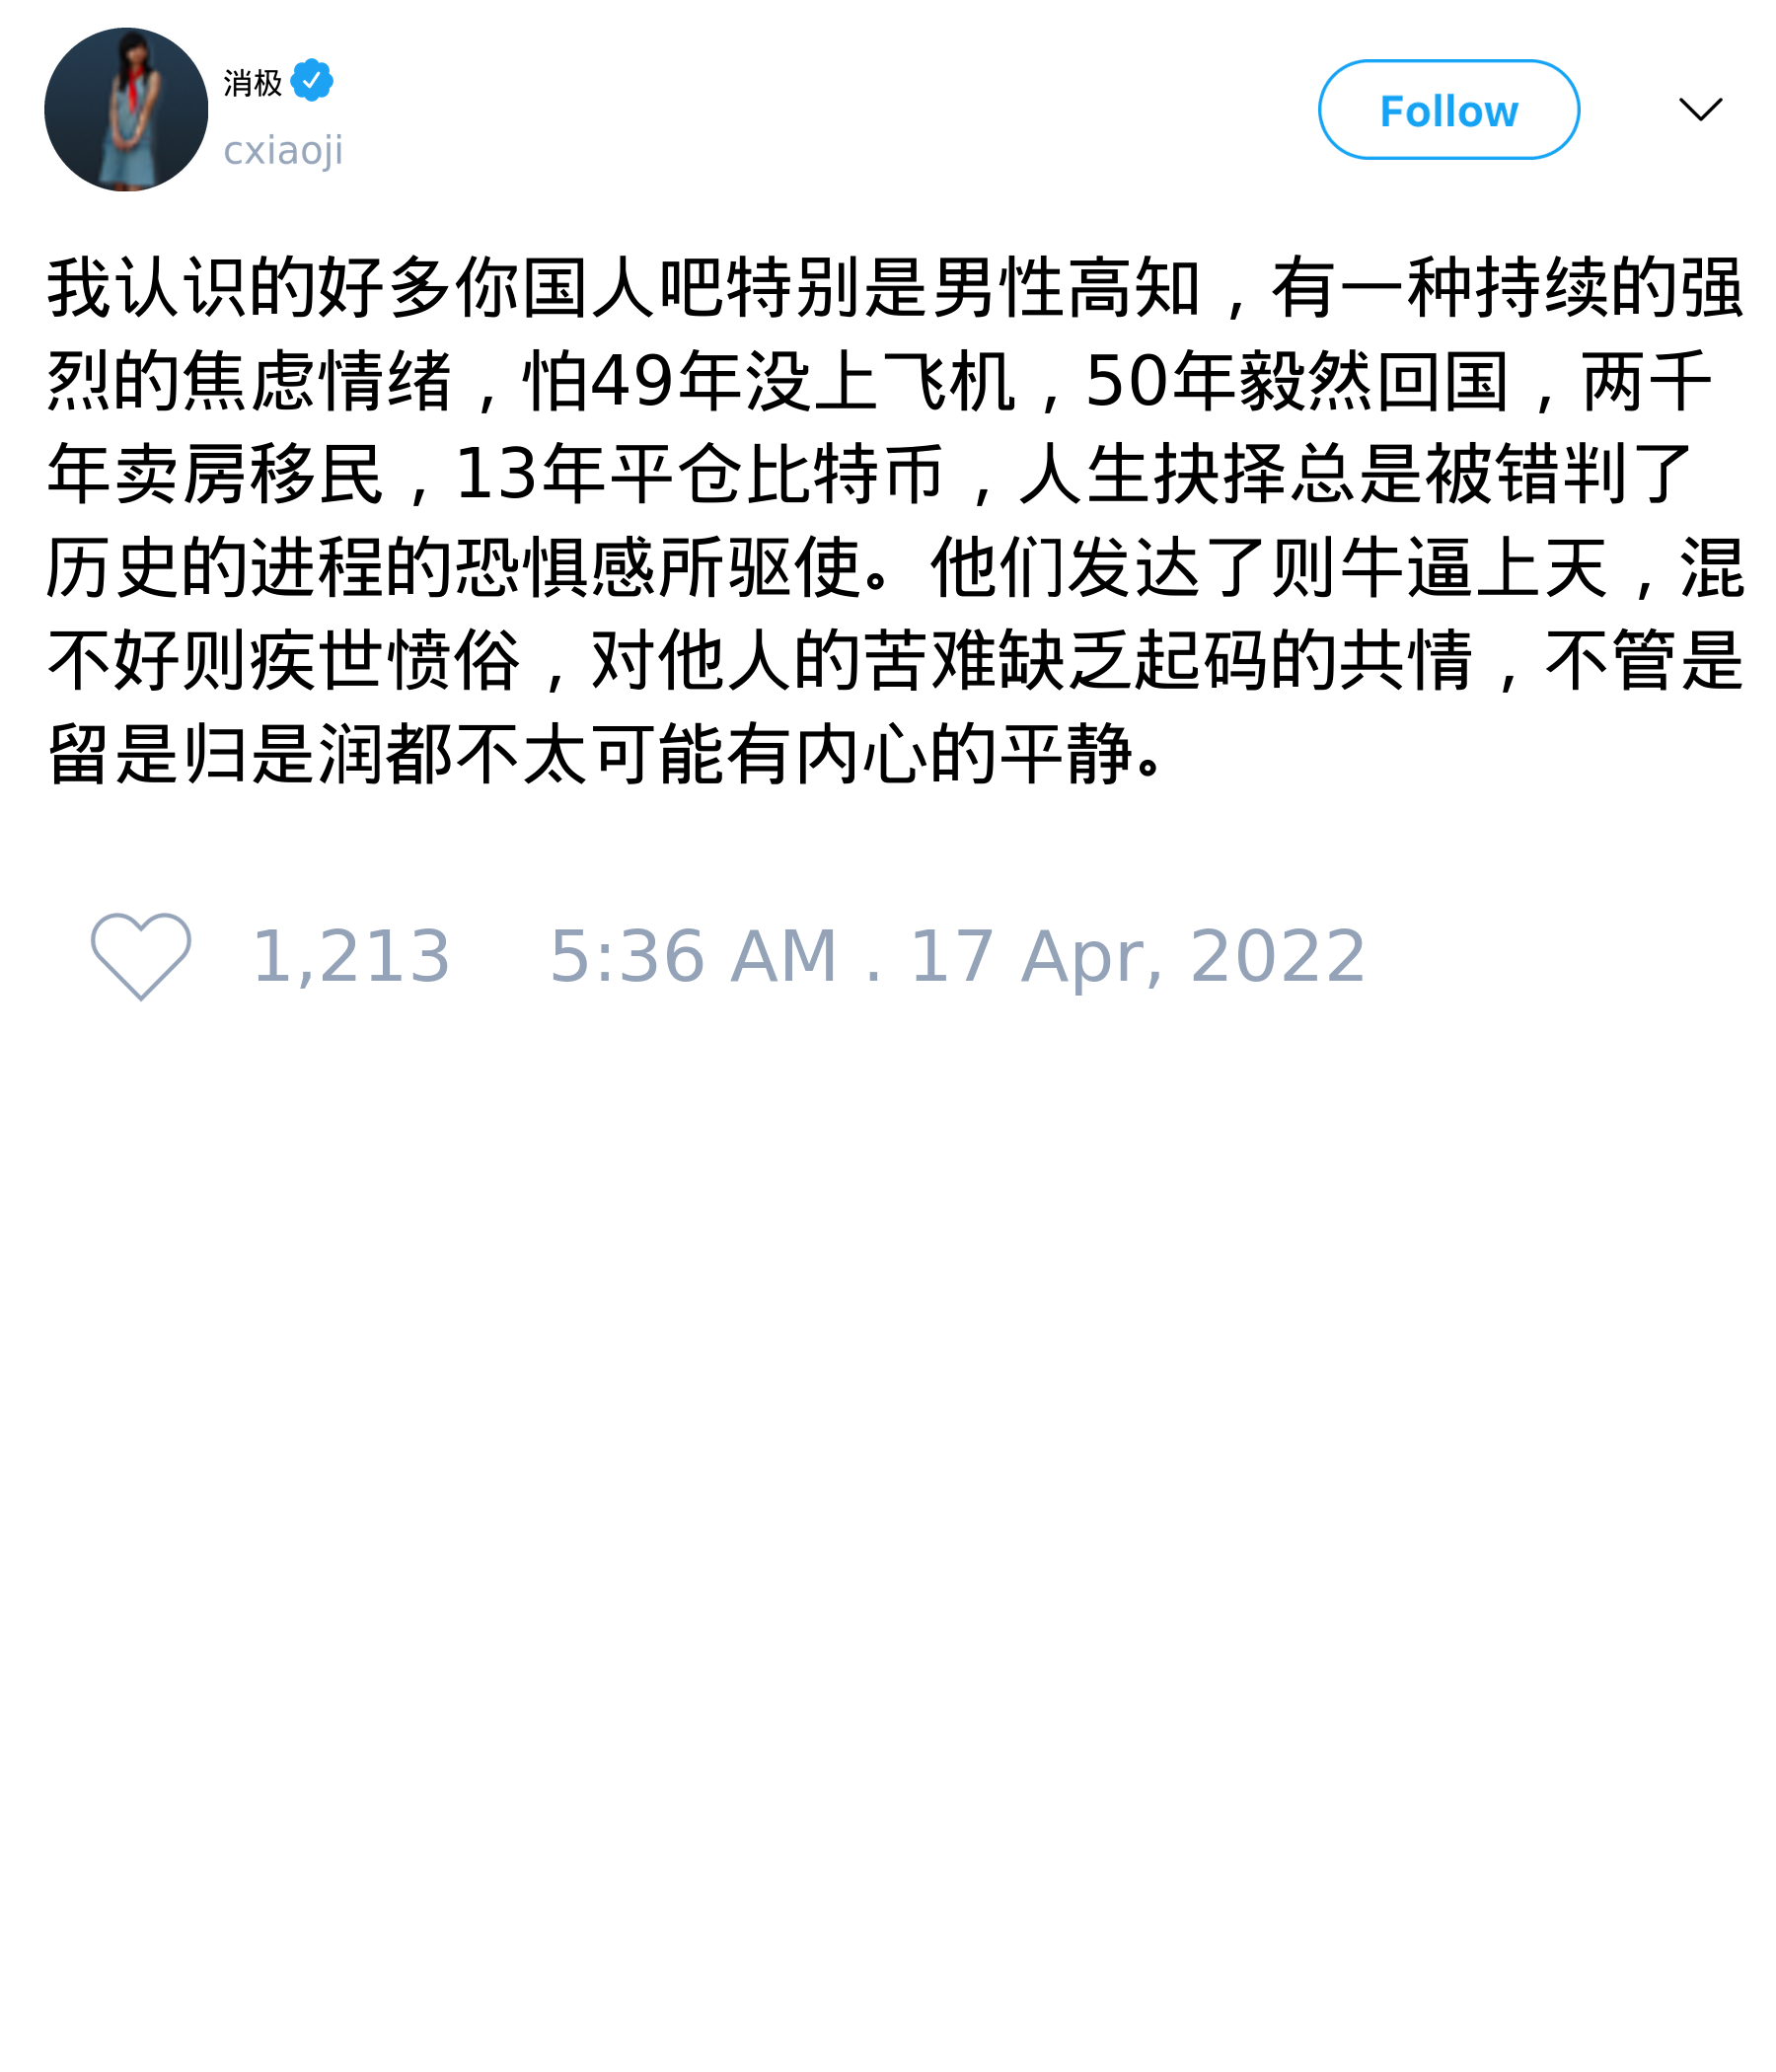 消极
cxiaoji
Follow
我认识的好多你国人吧特别是男性高知，有一种持续的强
烈的焦虑情绪，怕49年没上飞机，50年毅然回国，两千
年卖房移民，13年平仓比特币，人生抉择总是被错判了
历史的进程的恐惧感所驱使。他们发达了则牛逼上天，混
不好则疾世愤俗，对他人的苦难缺乏起码的共情，不管是
留是归是润都不太可能有内心的平静。
1,213 5:36 AM . 17 Apr, 2022